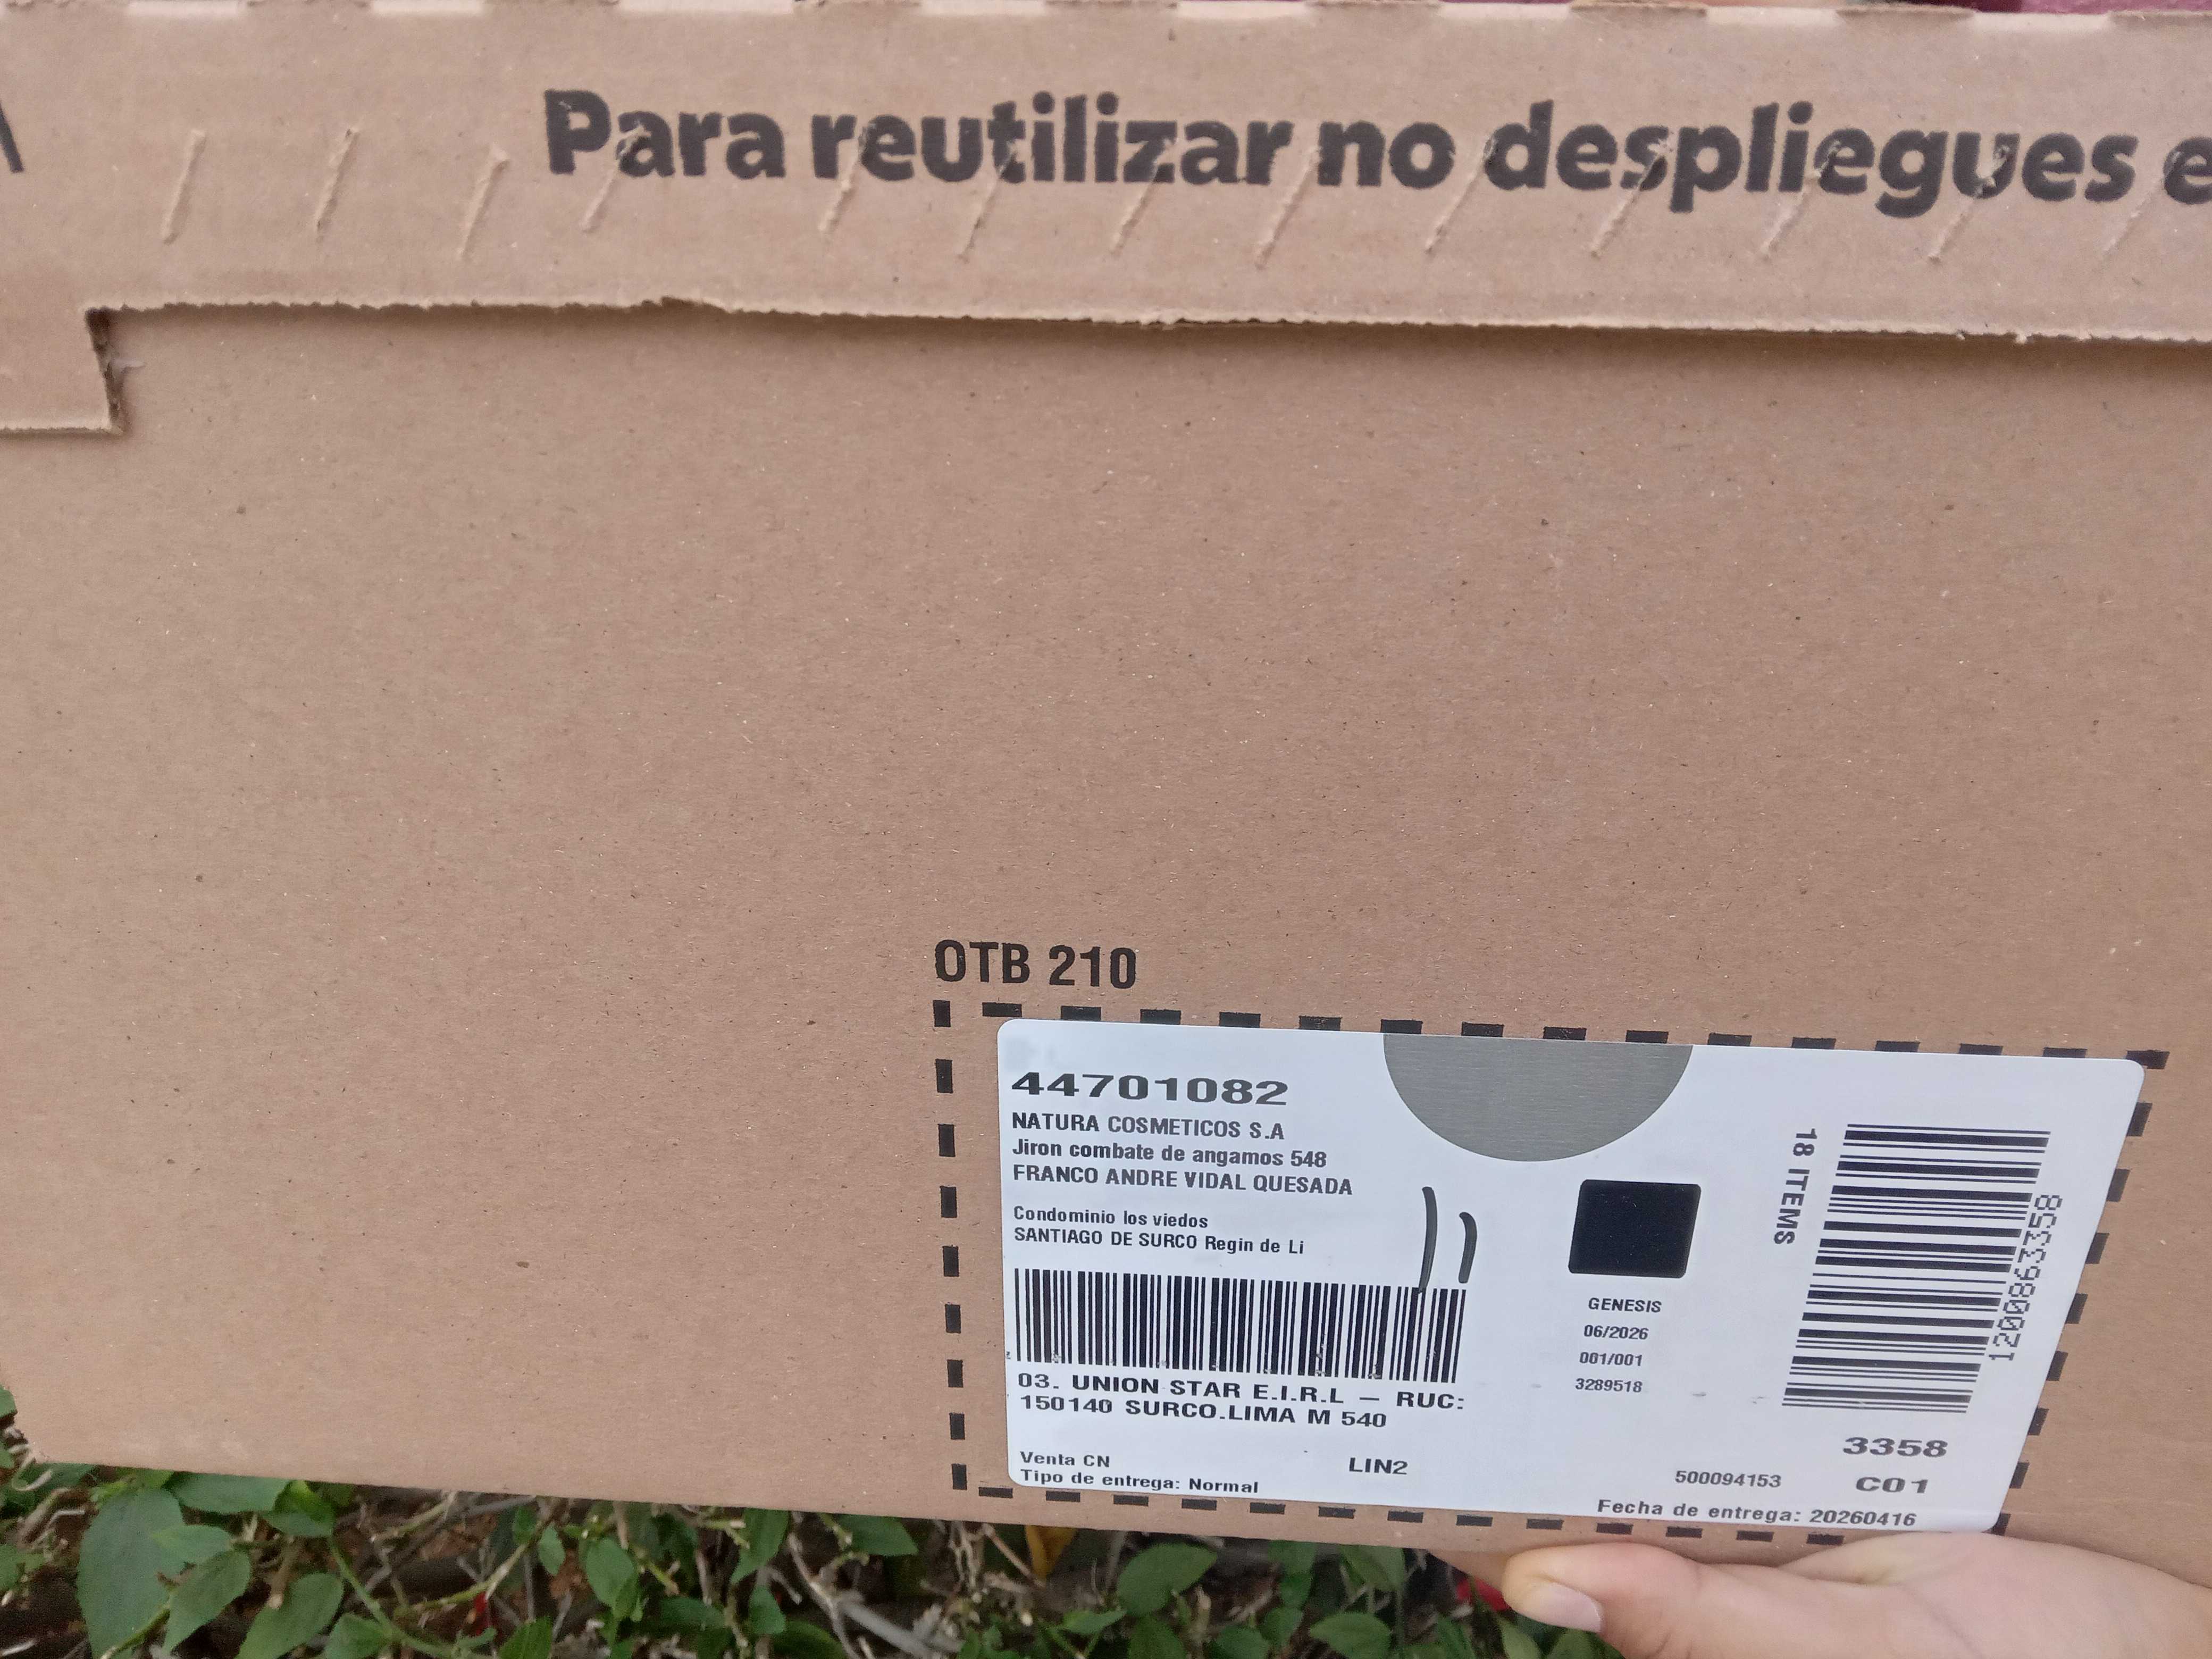 Para reutilizar no despliegues e
OTB 210
44701082
NATURA COSMETICOS S.A
Jiron combate de angamos 548
FRANCO ANDRE VIDAL QUESADA
Condominio los viedos
SANTIAGO DE SURCO Regin de Li
03. UNION STAR E.I.R.L – RUC:
150140 SURCO.LIMA M 540
Venta CN
LIN2
Tipo de entrega: Normal
GENESIS
06/2026
001/001
3289518
18 ITEMS
1200863358
3358
500094153
C01
Fecha de entrega: 20260416